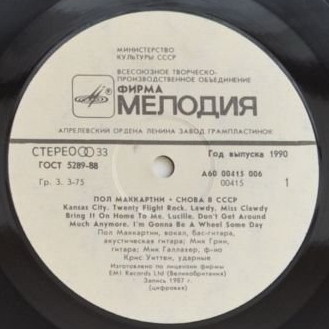 МИНИСТЕРСТВО
КУЛЬТУРЫ СССР
ВСЕСОЮЗНОЕ ТВОРЧЕСКО-
ПРОИЗВОДСТВЕННОЕ ОБЪЕДИНЕНИЕ
ФИРМА
МЕЛОДИЯ
АПРЕЛЕВСКИЙ ОРДЕНА ЛЕНИНА ЗАВОД ГРАМПЛАСТИНОК
СТЕРЕО 33 Год выпуска 1990
ГОСТ 5289-88 А60 00415 006
Гр. 3. 3-75 00415 1
ПОЛ МАККАРТНИ • СНОВА В СССР
Kansas City, Twenty Flight Rock, Lawdy, Miss Clawdy
Bring It On Home To Me, Lucille, Don't Get Around
Much Anymore, I'm Gonna Be A Wheel Some Day
Пол Маккартни, вокал, бас-гитара,
акустическая гитара; Мик Грин,
гитара; Мик Галлахер, ф-но
Крис Уиттен, ударные
Изготовлено по лицензии фирмы
EMI Records Ltd (Великобритания)
Запись 1987 г.
(цифровая)